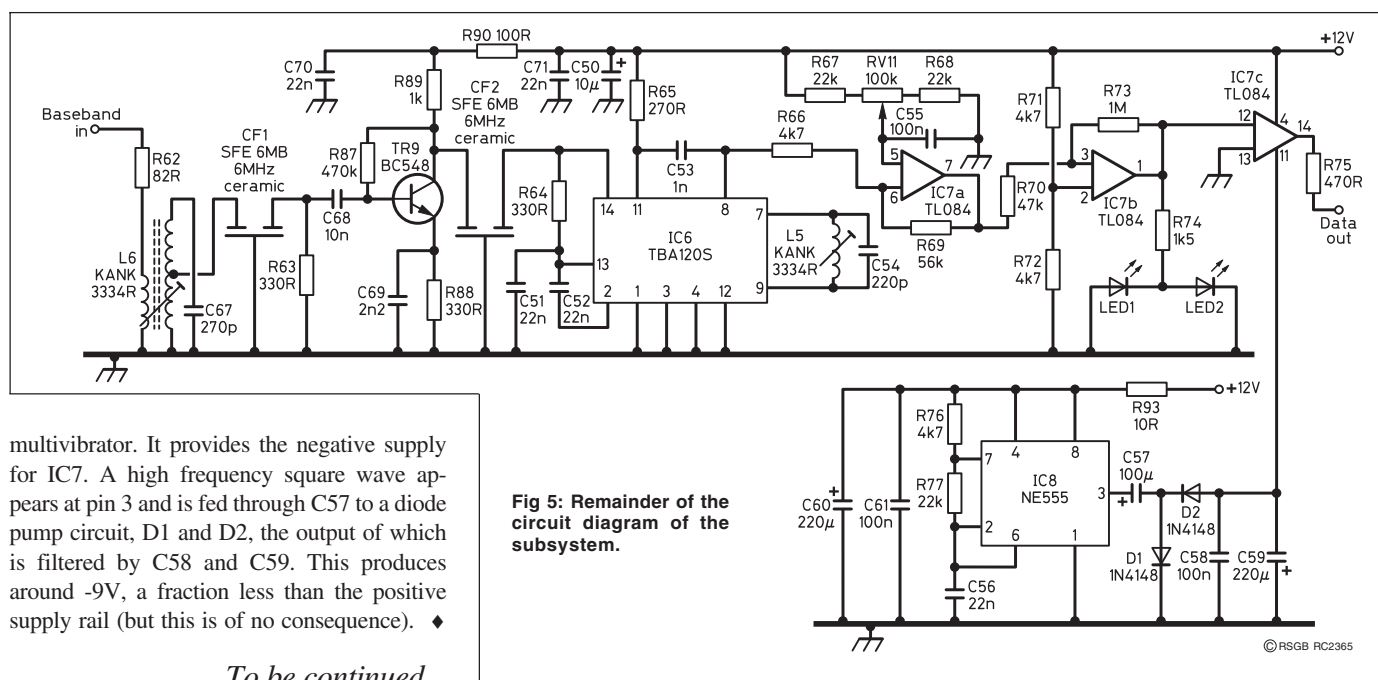 R90 100R
+12V
C70
22n
R89
1k
C71
22n
C50
10µ
+
CF2
SFE 6MB
6MHz
ceramic
R65
270R
R67
22k
RV11
100k
R68
22k
IC7c
TL084
Baseband
in
CF1
SFE 6MB
6MHz
ceramic
R62
82R
R87
470k
TR9
BC548
C68
10n
R66
4k7
C55
100n
R71
4k7
R73
1M
12
4
14
13
11
C53
1n
5
7
6
IC7a
TL084
R70
47k
3
1
2
IC7b
TL084
R75
470R
Data
out
R64
330R
14
11
8
7
IC6
TBA120S
13
2
1
3
4
12
9
L5
KANK
3334R
C54
220p
R69
56k
R74
1k5
R72
4k7
LED1
LED2
L6
KANK
3334R
C67
270p
R63
330R
C69
2n2
R88
330R
C51
22n
C52
22n
multivibrator. It provides the negative supply
for IC7. A high frequency square wave ap-
pears at pin 3 and is fed through C57 to a diode
pump circuit, D1 and D2, the output of which
is filtered by C58 and C59. This produces
around -9V, a fraction less than the positive
supply rail (but this is of no consequence). ♦
To be continued
Fig 5: Remainder of the
circuit diagram of the
subsystem.
+12V
R93
10R
R76
4k7
R77
22k
7
4
8
IC8
NE555
3
2
6
1
C57
100µ
+
D2
1N4148
D1
1N4148
C58
100n
C59
220µ
+
C60
220µ
+
C61
100n
C56
22n
© RSGB RC2365